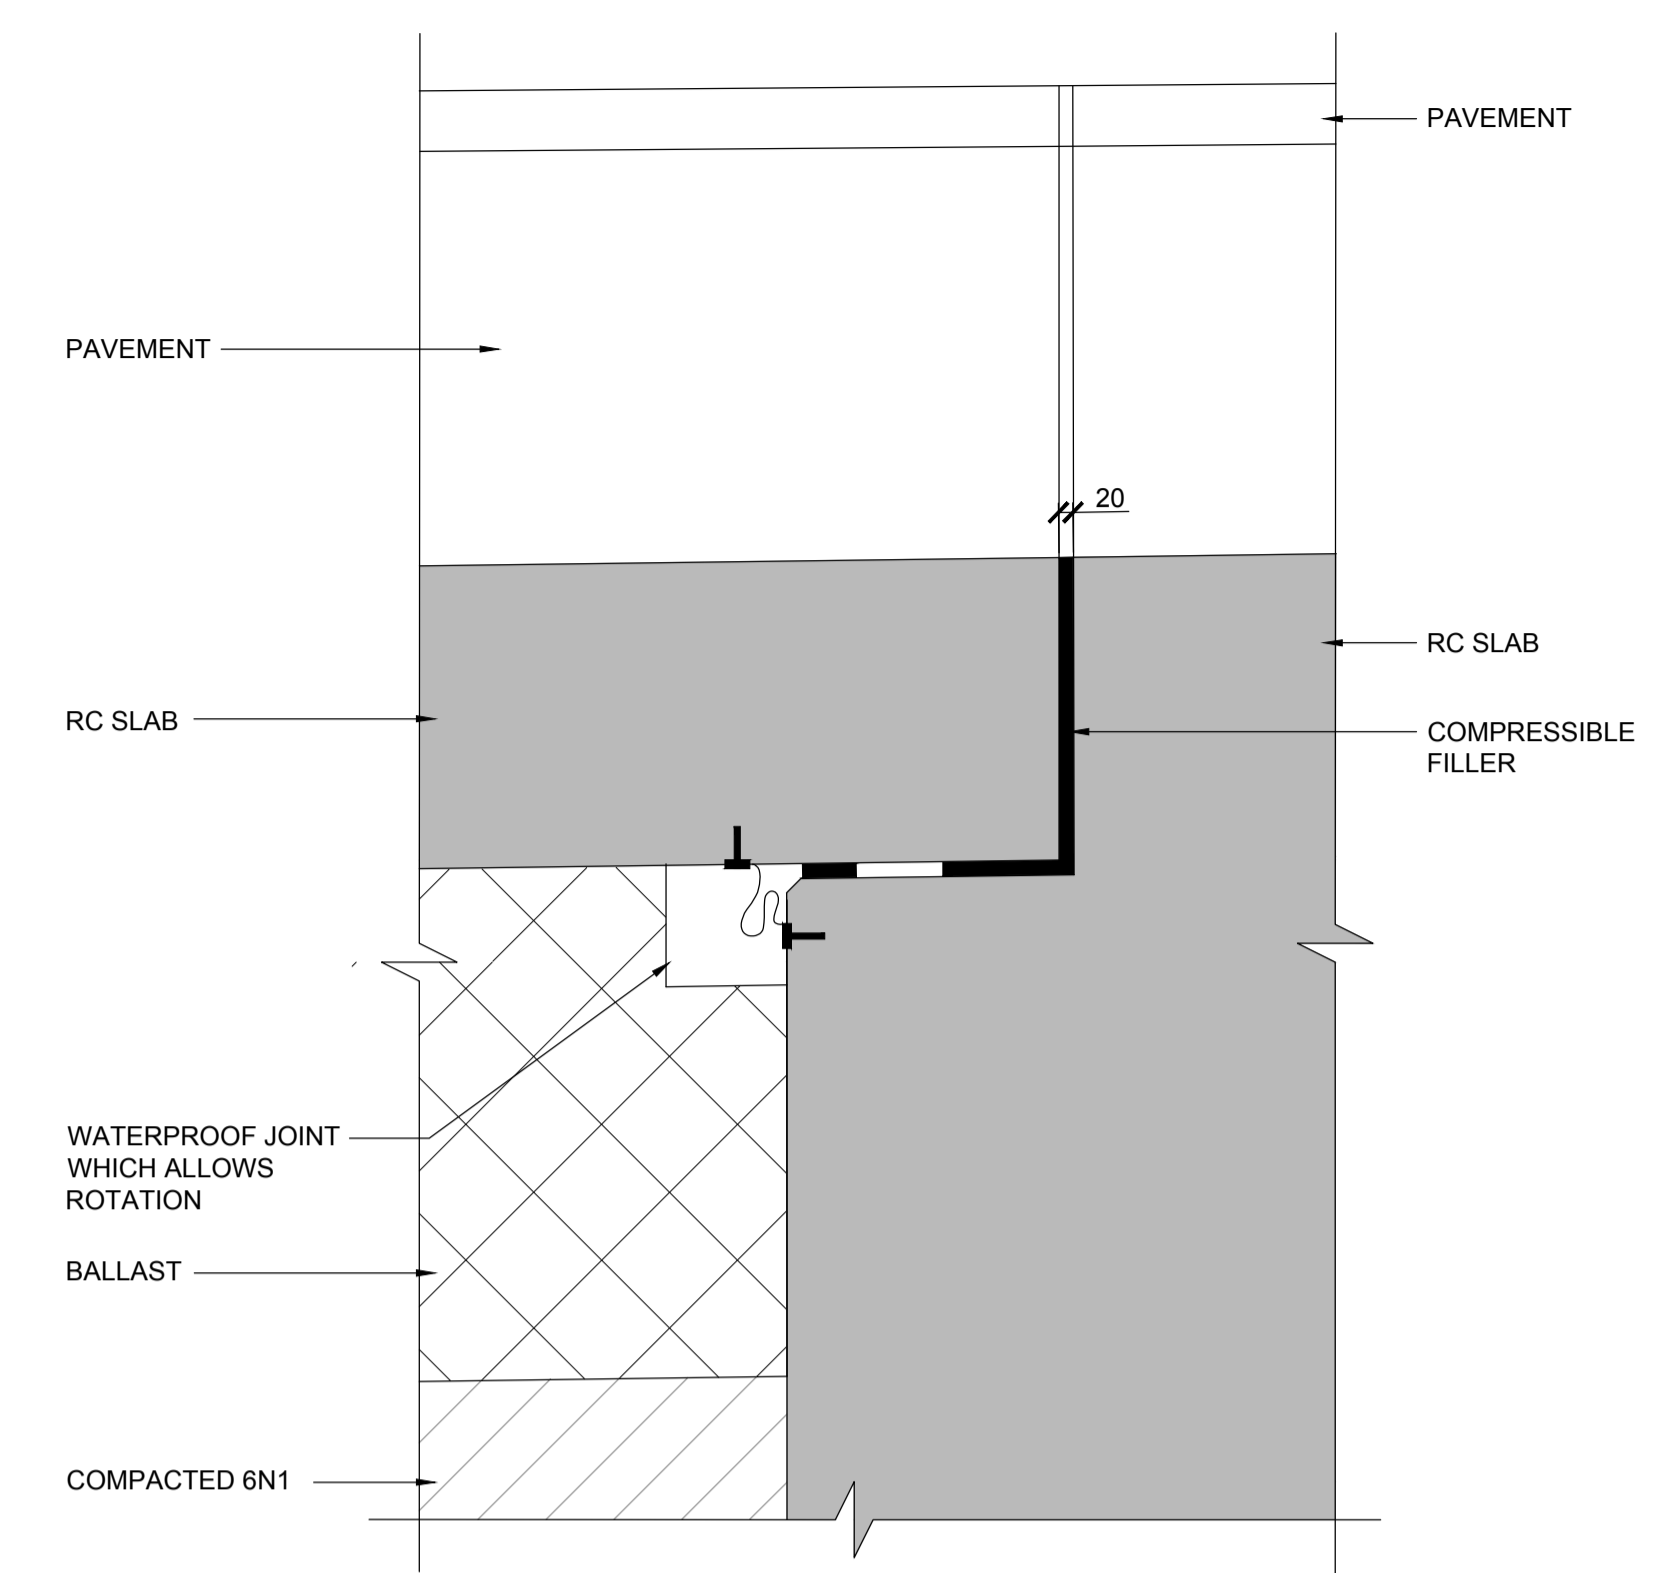 PAVEMENT
PAVEMENT
20
RC SLAB
RC SLAB
COMPRESSIBLE
FILLER
WATERPROOF JOINT
WHICH ALLOWS
ROTATION
BALLAST
COMPACTED 6N1